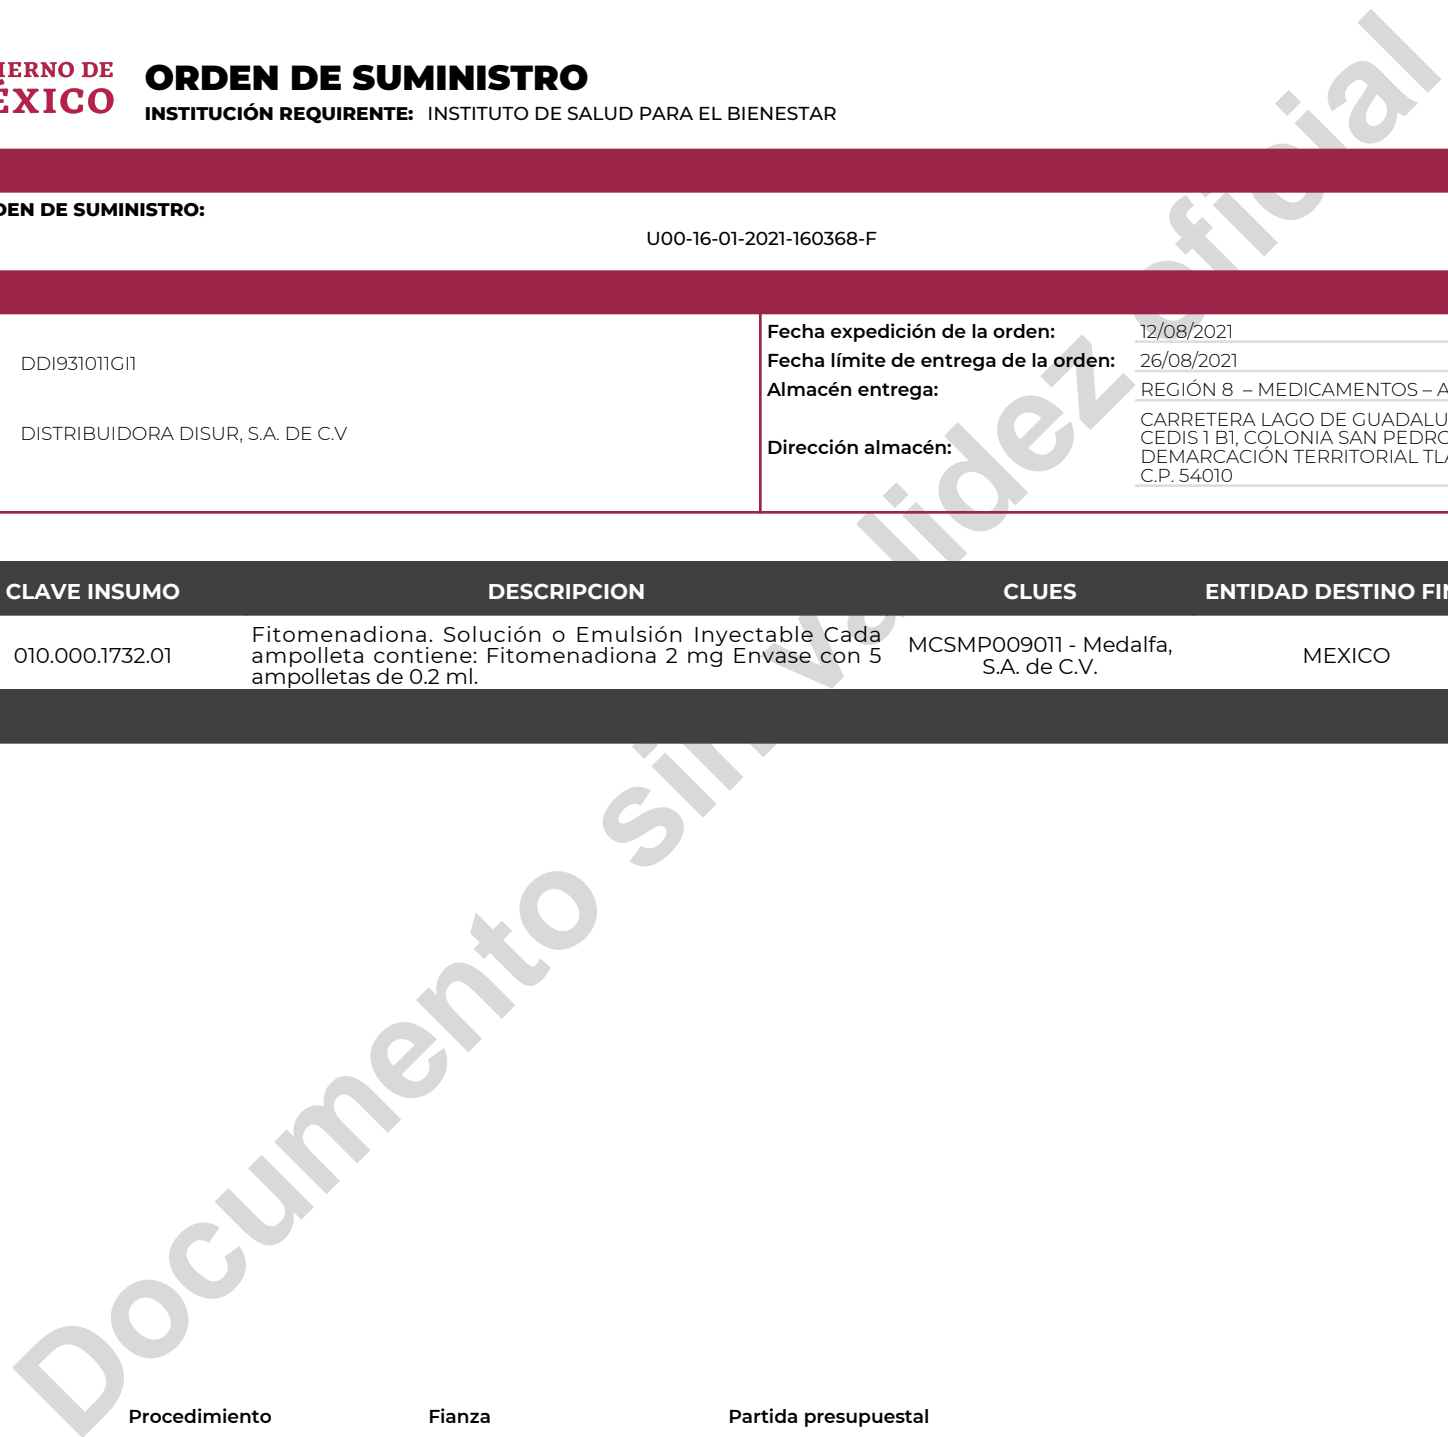 IERNO DE
ÉXICO
ORDEN DE SUMINISTRO
INSTITUCIÓN REQUIRENTE: INSTITUTO DE SALUD PARA EL BIENESTAR
DEN DE SUMINISTRO:
U00-16-01-2021-160368-F
DDI931011GI1
DISTRIBUIDORA DISUR, S.A. DE C.V
Fecha expedición de la orden: 12/08/2021
Fecha límite de entrega de la orden: 26/08/2021
Almacén entrega: REGIÓN 8 – MEDICAMENTOS – A
Dirección almacén:
CARRETERA LAGO DE GUADALU
CEDIS 1 B1, COLONIA SAN PEDRO
DEMARCACIÓN TERRITORIAL TLA
C.P. 54010
CLAVE INSUMO DESCRIPCION CLUES ENTIDAD DESTINO FIN
010.000.1732.01
Fitomenadiona. Solución o Emulsión Inyectable Cada
ampolleta contiene: Fitomenadiona 2 mg Envase con 5
ampolletas de 0.2 ml.
MCSMP009011 - Medalfa,
S.A. de C.V.
MEXICO
Documento sin validez oficial
Procedimiento Fianza Partida presupuestal